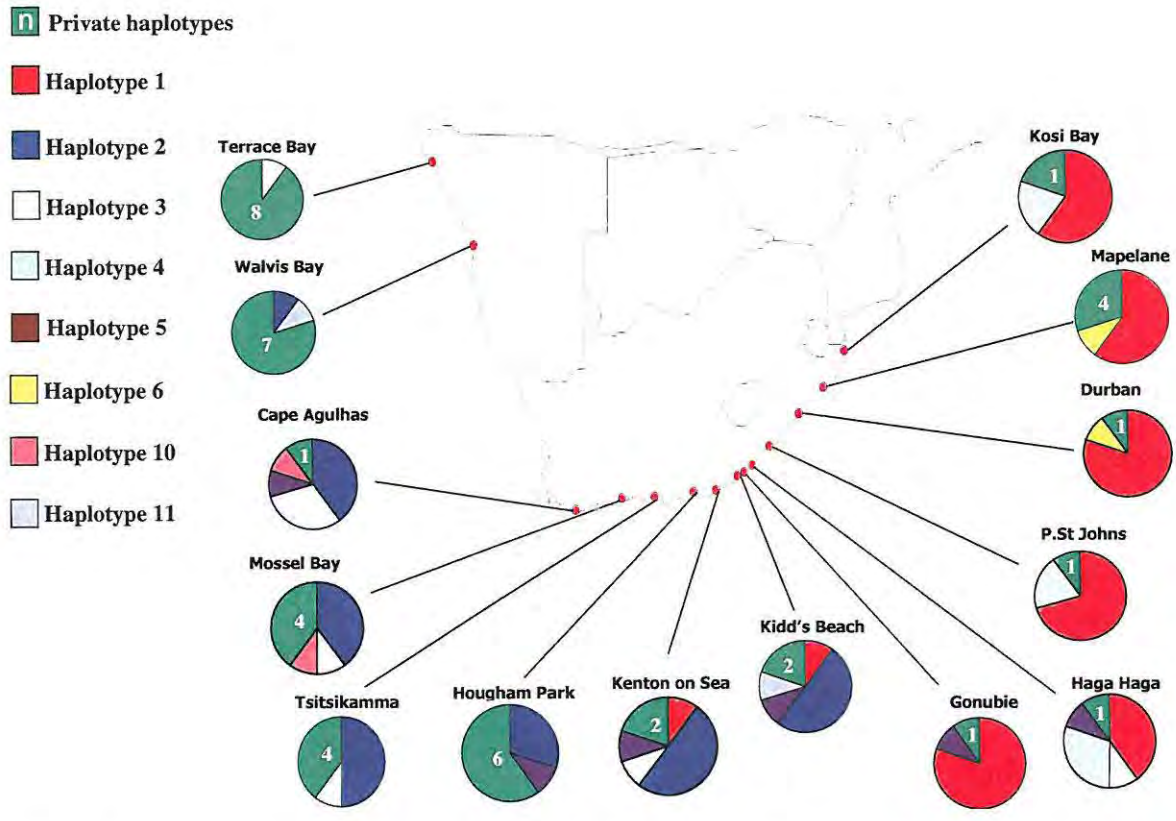 n Private haplotypes
Haplotype 1
Haplotype 2
Haplotype 3
Haplotype 4
Haplotype 5
Haplotype 6
Haplotype 10
Haplotype 11
Terrace Bay
8
Walvis Bay
7
Cape Agulhas
1
Mossel Bay
4
Tsitsikamma
4
Hougham Park
6
Kenton on Sea
2
Kidd's Beach
2
Gonubie
1
Haga Haga
1
P.St Johns
1
Durban
1
Mapelane
4
Kosi Bay
1